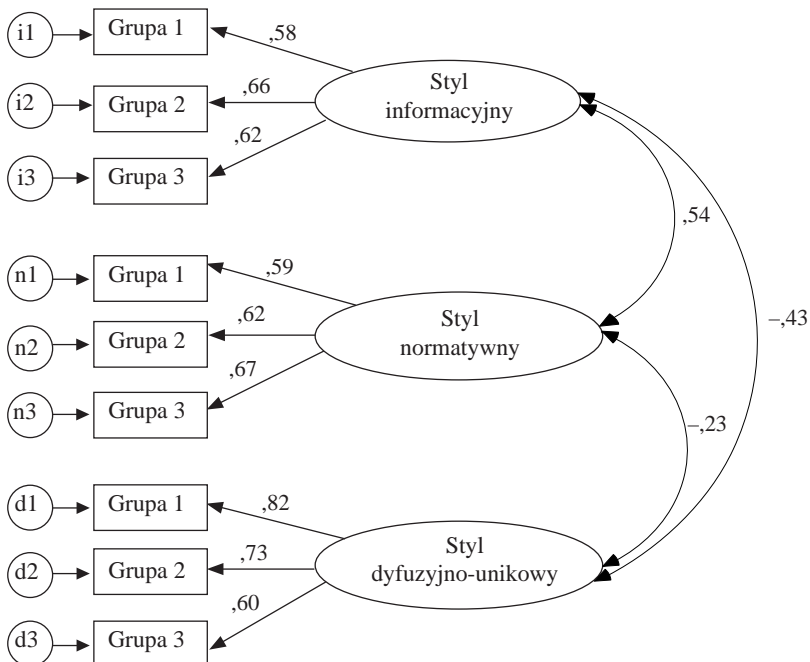 i1
Grupa 1
,58
i2
Grupa 2
,66
Styl
informacyjny
i3
Grupa 3
,62
,54
n1
Grupa 1
,59
n2
Grupa 2
,62
Styl
normatywny
–,43
n3
Grupa 3
,67
–,23
d1
Grupa 1
,82
d2
Grupa 2
,73
Styl
dyfuzyjno-unikowy
d3
Grupa 3
,60